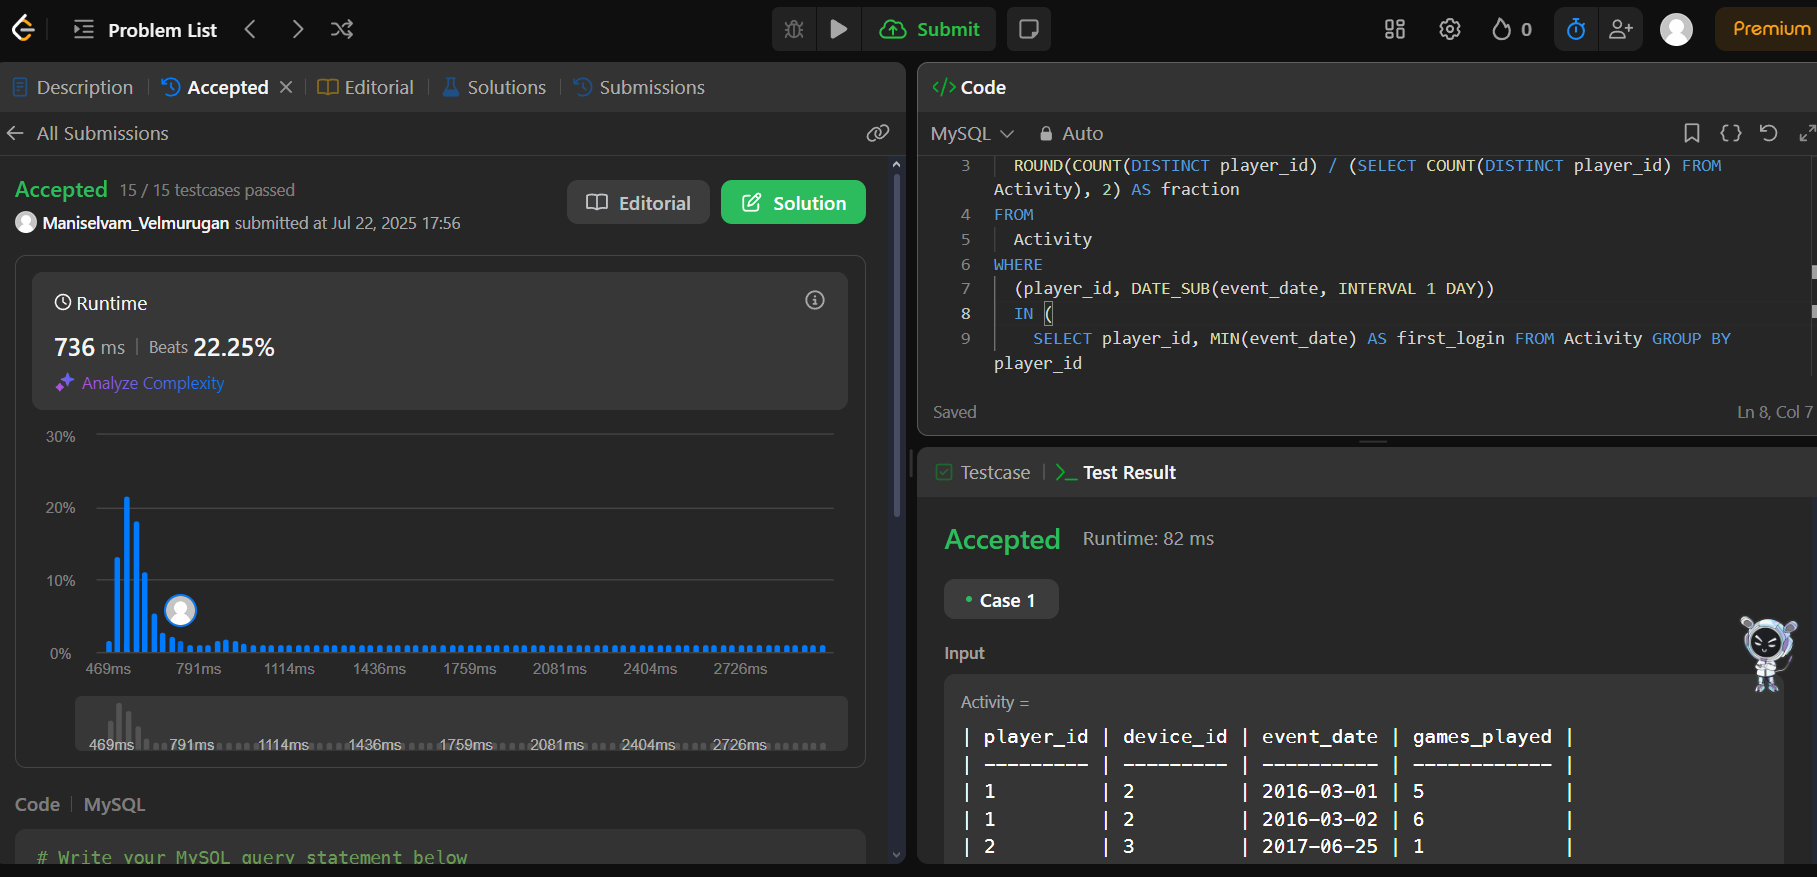 Problem List
Submit
0
Premium
Description
Accepted
Editorial
Solutions
Submissions
All Submissions
Accepted 15 / 15 testcases passed
Maniselvam_Velmurugan submitted at Jul 22, 2025 17:56
Editorial
Solution
Runtime
736 ms Beats 22.25%
Analyze Complexity
30%
20%
10%
0%
469ms 791ms 1114ms 1436ms 1759ms 2081ms 2404ms 2726ms
469ms 791ms 1114ms 1436ms 1759ms 2081ms 2404ms 2726ms
Code MySQL
# Write your MySQL query statement below
</> Code
MySQL Auto
3 ROUND(COUNT(DISTINCT player_id) / (SELECT COUNT(DISTINCT player_id) FROM
Activity), 2) AS fraction
4 FROM
5 Activity
6 WHERE
7 (player_id, DATE_SUB(event_date, INTERVAL 1 DAY))
8 IN (
9 SELECT player_id, MIN(event_date) AS first_login FROM Activity GROUP BY
player_id
Saved
Ln 8, Col 7
Testcase
Test Result
Accepted Runtime: 82 ms
Case 1
Input
Activity =
| player_id | device_id | event_date | games_played |
| --------- | --------- | ---------- | ------------ |
| 1 | 2 | 2016-03-01 | 5 |
| 1 | 2 | 2016-03-02 | 6 |
| 2 | 3 | 2017-06-25 | 1 |